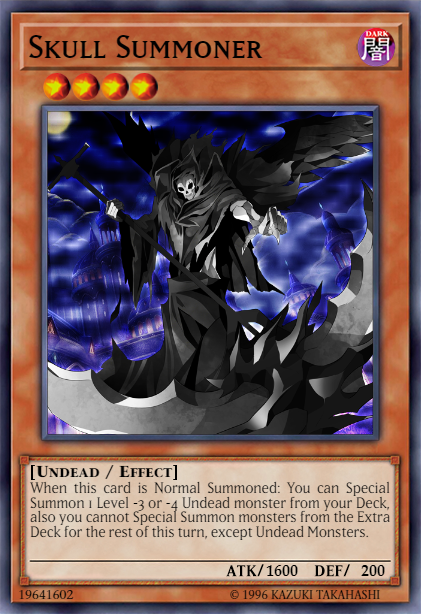 Skull Summoner
DARK
闇
[Undead / Effect]
When this card is Normal Summoned: You can Special
Summon 1 Level -3 or -4 Undead monster from your Deck,
also you cannot Special Summon monsters from the Extra
Deck for the rest of this turn, except Undead Monsters.
ATK/1600 DEF/ 200
19641602 © 1996 KAZUKI TAKAHASHI